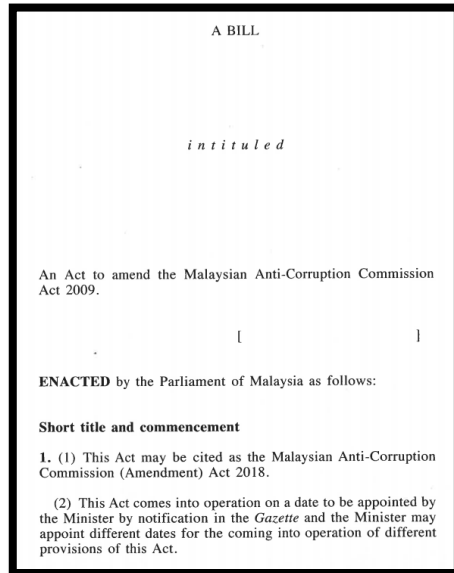 A BILL
intituled
An Act to amend the Malaysian Anti-Corruption Commission
Act 2009.
[ ]
ENACTED by the Parliament of Malaysia as follows:
Short title and commencement
1. (1) This Act may be cited as the Malaysian Anti-Corruption
Commission (Amendment) Act 2018.
(2) This Act comes into operation on a date to be appointed by
the Minister by notification in the Gazette and the Minister may
appoint different dates for the coming into operation of different
provisions of this Act.